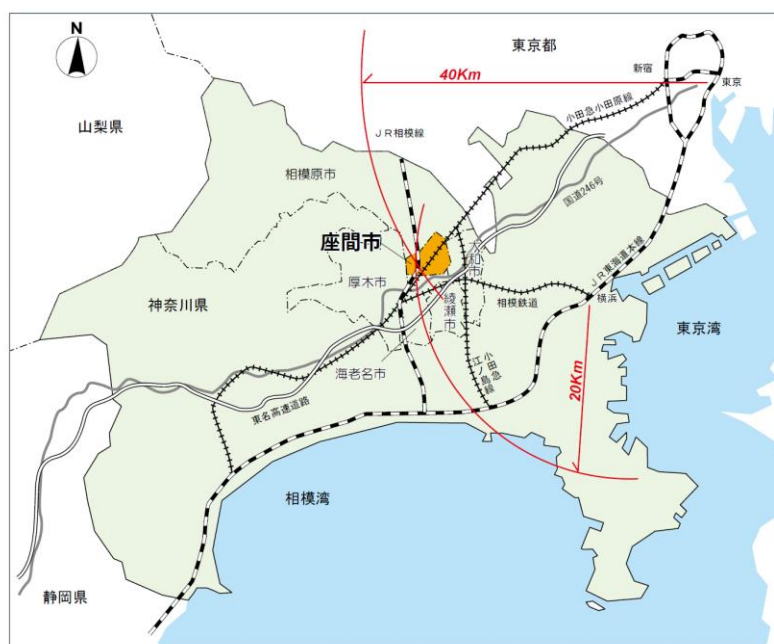 N
東京都
40Km
新宿
東京
小田急小田原線
山梨県
JR相模線
相模原市
国道246号
座間市
大和市
厚木市
JR東海道本線
神奈川県
綾瀬市
相模鉄道
横浜
東京湾
海老名市
小田急
江ノ島線
20Km
東名高速道路
相模湾
静岡県